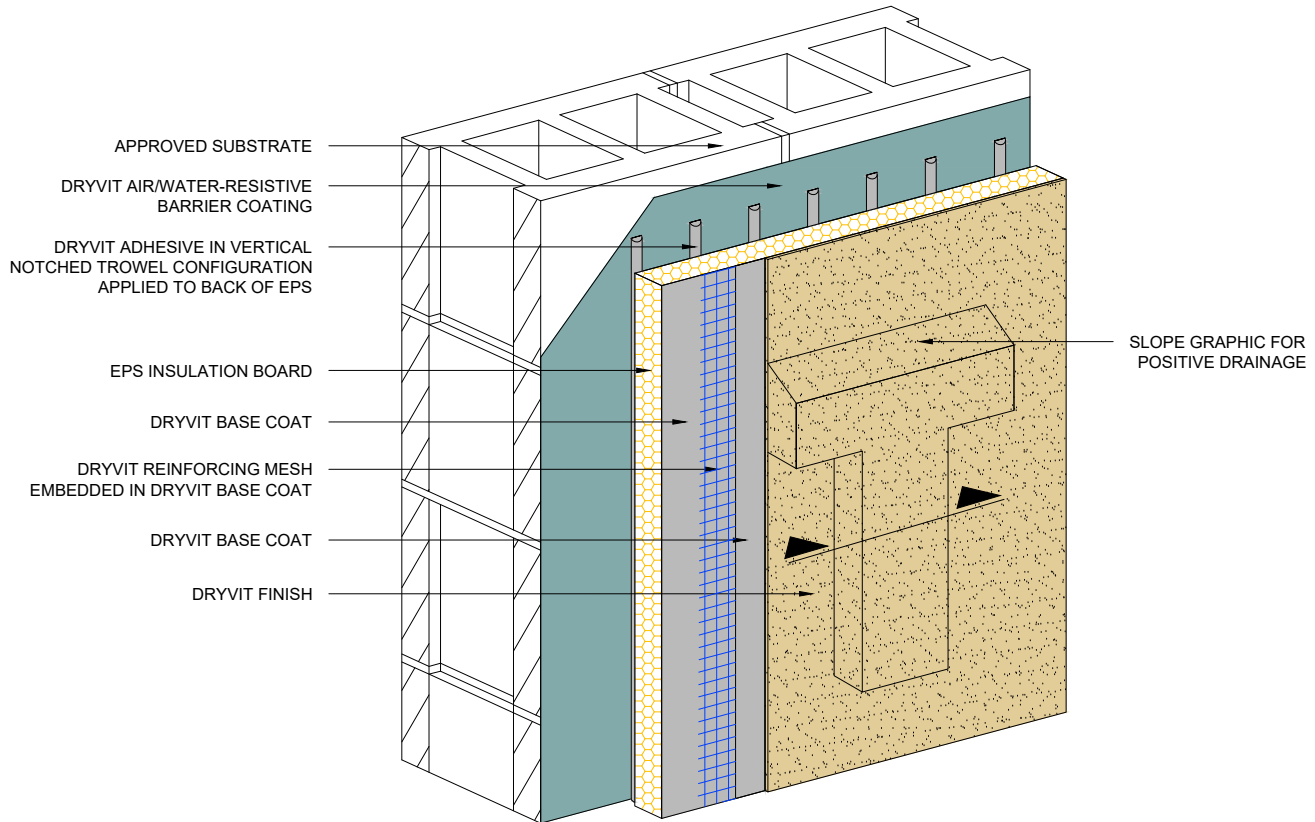 APPROVED SUBSTRATE
DRYVIT AIR/WATER-RESISTIVE
BARRIER COATING
DRYVIT ADHESIVE IN VERTICAL
NOTCHED TROWEL CONFIGURATION
APPLIED TO BACK OF EPS
EPS INSULATION BOARD
DRYVIT BASE COAT
DRYVIT REINFORCING MESH
EMBEDDED IN DRYVIT BASE COAT
DRYVIT BASE COAT
DRYVIT FINISH
SLOPE GRAPHIC FOR
POSITIVE DRAINAGE